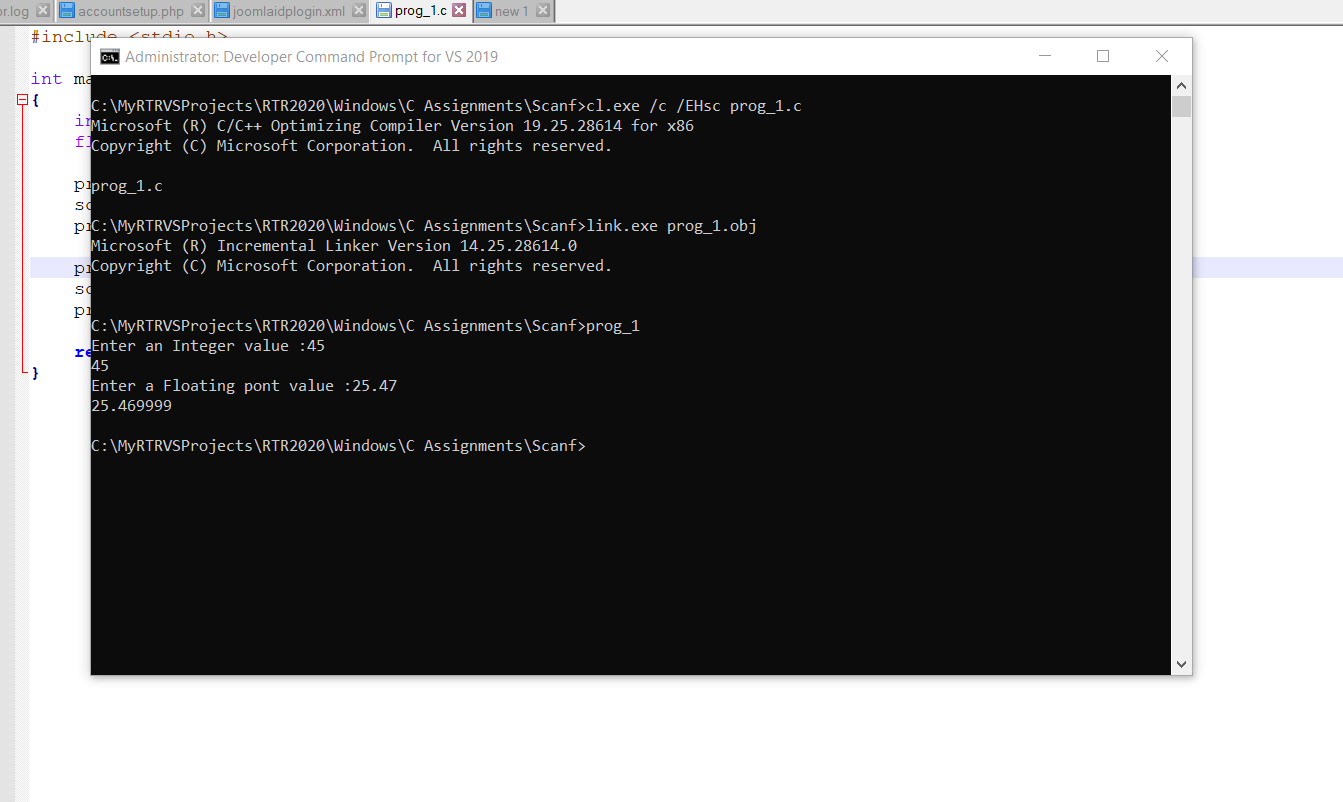 or.log accountsetup.php joomlaidplogin.xml prog_1.c new 1
#include <stdio.h>
Administrator: Developer Command Prompt for VS 2019
int ma
{
C:\MyRTRVSProjects\RTR2020\Windows\C Assignments\Scanf>cl.exe /c /EHsc prog_1.c
in
Microsoft (R) C/C++ Optimizing Compiler Version 19.25.28614 for x86
fl
Copyright (C) Microsoft Corporation.  All rights reserved.
pr
prog_1.c
sc
pr
C:\MyRTRVSProjects\RTR2020\Windows\C Assignments\Scanf>link.exe prog_1.obj
Microsoft (R) Incremental Linker Version 14.25.28614.0
pr
Copyright (C) Microsoft Corporation.  All rights reserved.
sc
pr
C:\MyRTRVSProjects\RTR2020\Windows\C Assignments\Scanf>prog_1
Enter an Integer value :45
re
45
}
Enter a Floating pont value :25.47
25.469999
C:\MyRTRVSProjects\RTR2020\Windows\C Assignments\Scanf>